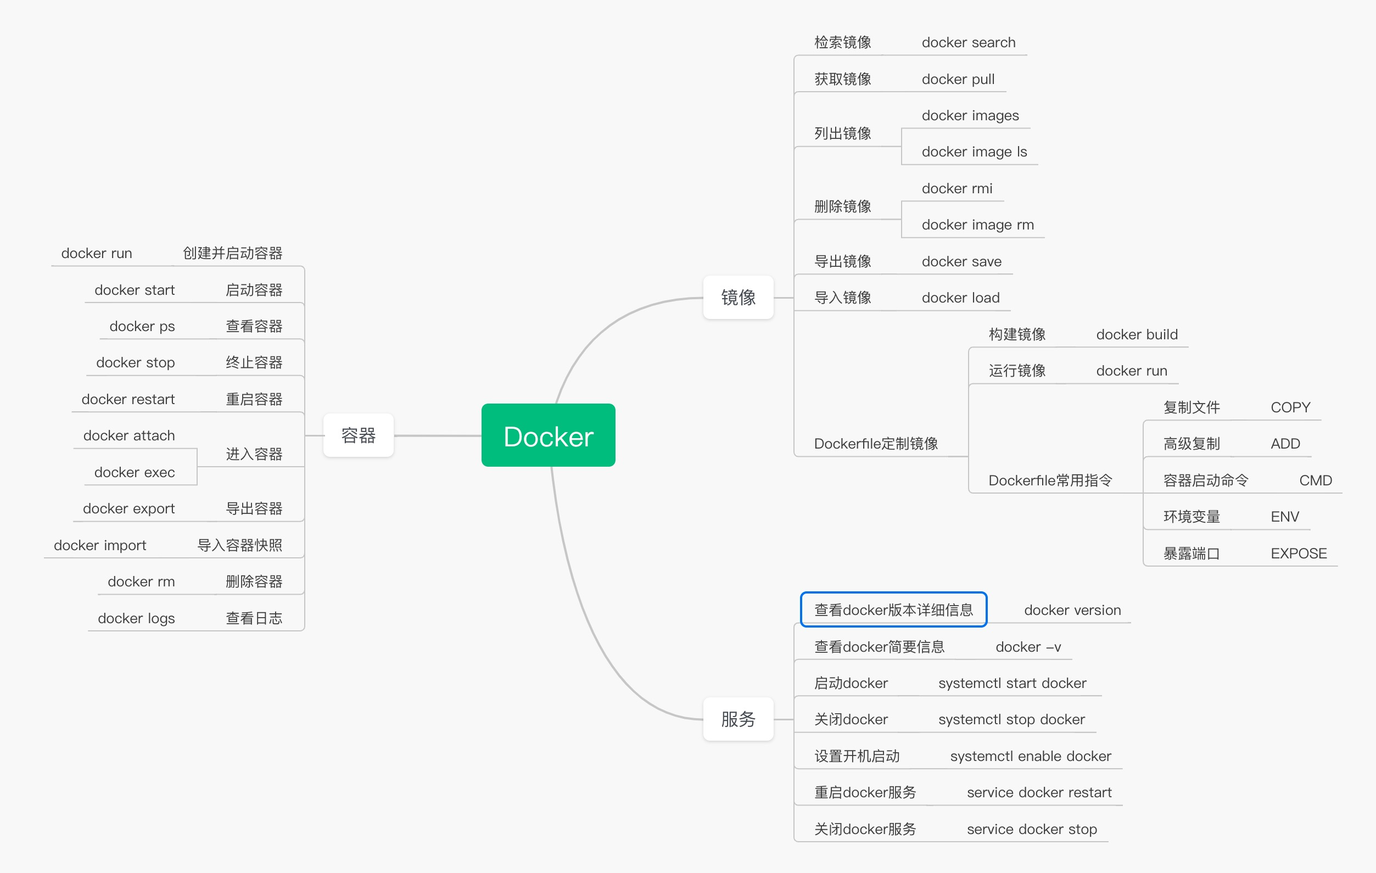 Docker
镜像
检索镜像 docker search
获取镜像 docker pull
列出镜像
docker images
docker image ls
删除镜像
docker rmi
docker image rm
导出镜像 docker save
导入镜像 docker load
Dockerfile定制镜像
构建镜像 docker build
运行镜像 docker run
Dockerfile常用指令
复制文件 COPY
高级复制 ADD
容器启动命令 CMD
环境变量 ENV
暴露端口 EXPOSE
服务
查看docker版本详细信息 docker version
查看docker简要信息 docker -v
启动docker systemctl start docker
关闭docker systemctl stop docker
设置开机启动 systemctl enable docker
重启docker服务 service docker restart
关闭docker服务 service docker stop
容器
docker run 创建并启动容器
docker start 启动容器
docker ps 查看容器
docker stop 终止容器
docker restart 重启容器
进入容器
docker attach
docker exec
docker export 导出容器
docker import 导入容器快照
docker rm 删除容器
docker logs 查看日志